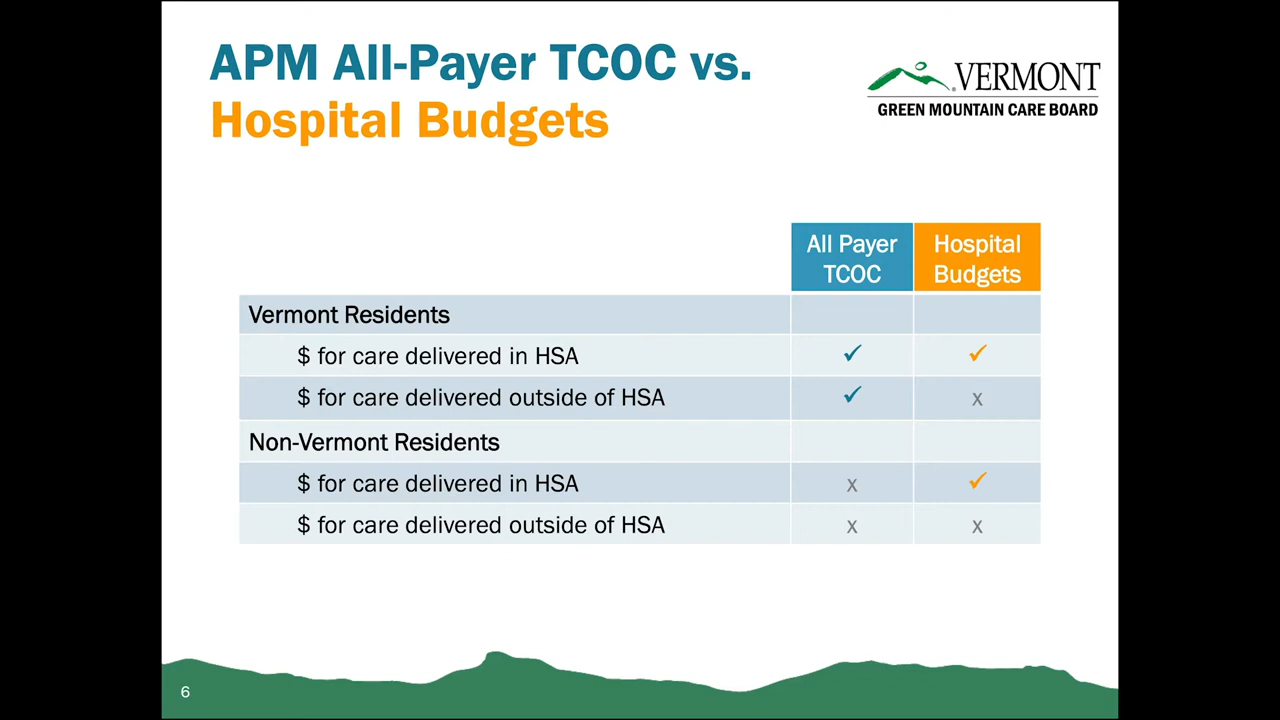 APM All-Payer TCOC vs.
Hospital Budgets
VERMONT
GREEN MOUNTAIN CARE BOARD
All Payer TCOC
Hospital Budgets
Vermont Residents
$ for care delivered in HSA ✓ ✓
$ for care delivered outside of HSA ✓ x
Non-Vermont Residents
$ for care delivered in HSA x ✓
$ for care delivered outside of HSA x x
6